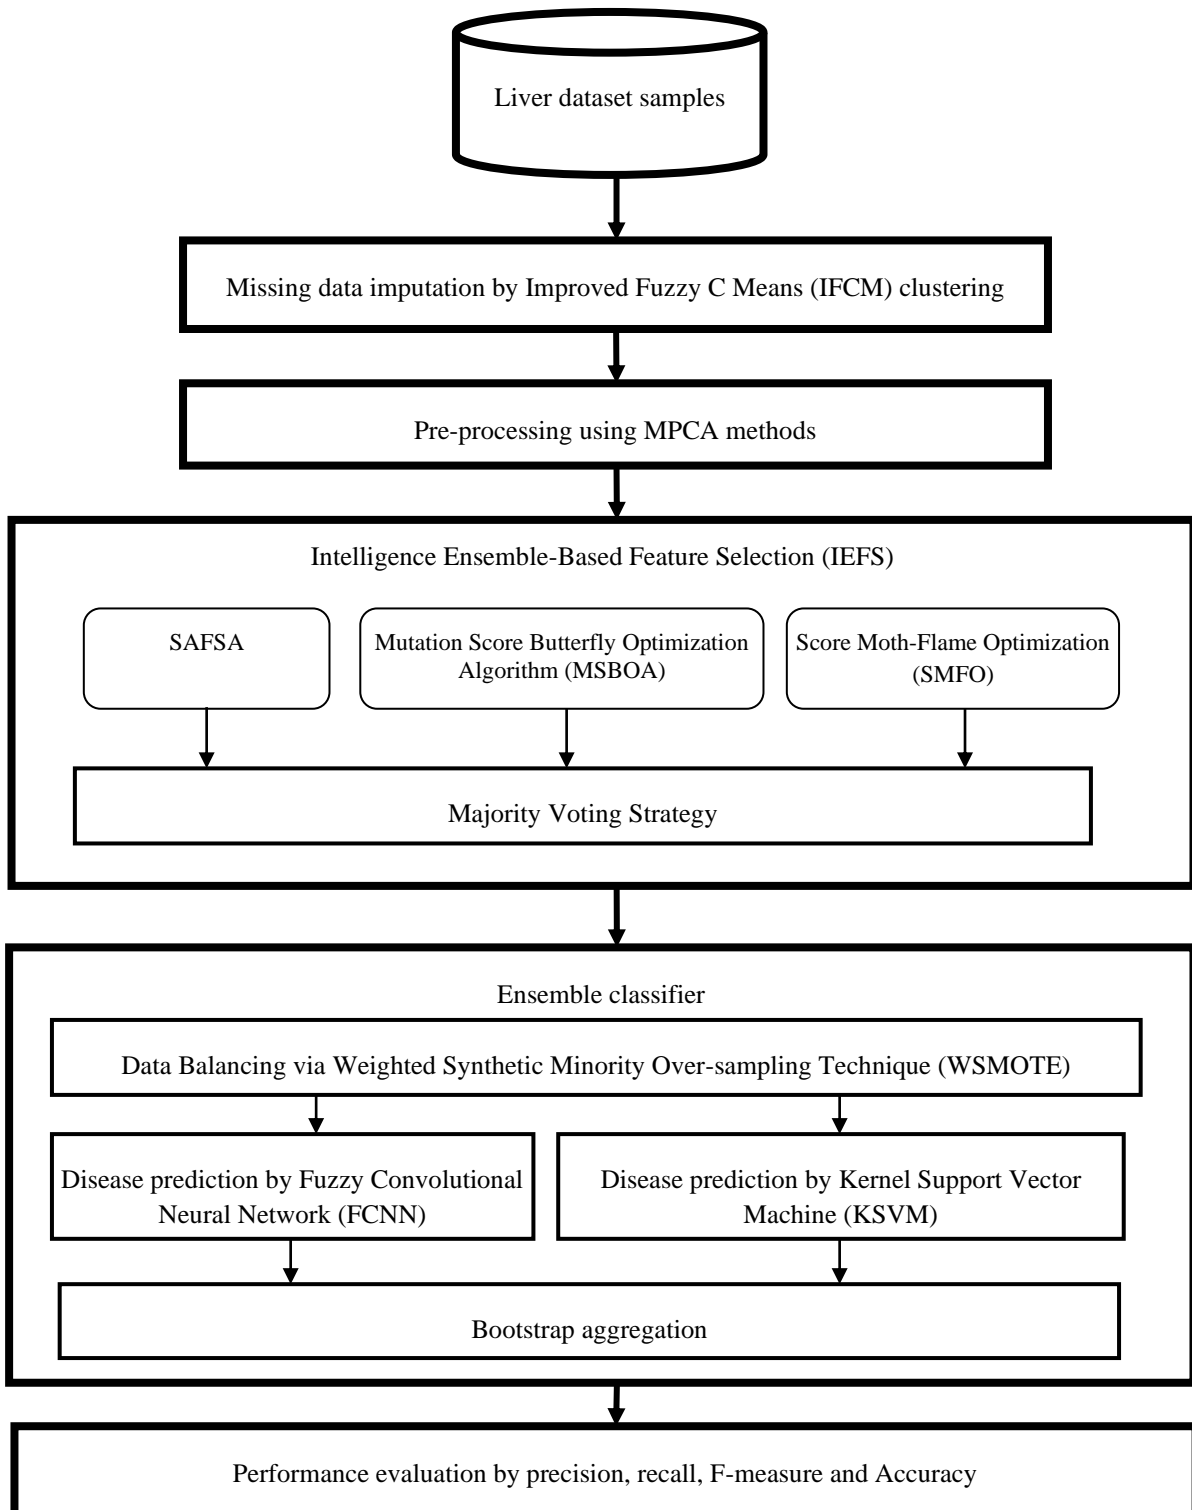 Liver dataset samples
Missing data imputation by Improved Fuzzy C Means (IFCM) clustering
Pre-processing using MPCA methods
Intelligence Ensemble-Based Feature Selection (IEFS)
SAFSA
Mutation Score Butterfly Optimization
Algorithm (MSBOA)
Score Moth-Flame Optimization
(SMFO)
Majority Voting Strategy
Ensemble classifier
Data Balancing via Weighted Synthetic Minority Over-sampling Technique (WSMOTE)
Disease prediction by Fuzzy Convolutional
Neural Network (FCNN)
Disease prediction by Kernel Support Vector
Machine (KSVM)
Bootstrap aggregation
Performance evaluation by precision, recall, F-measure and Accuracy